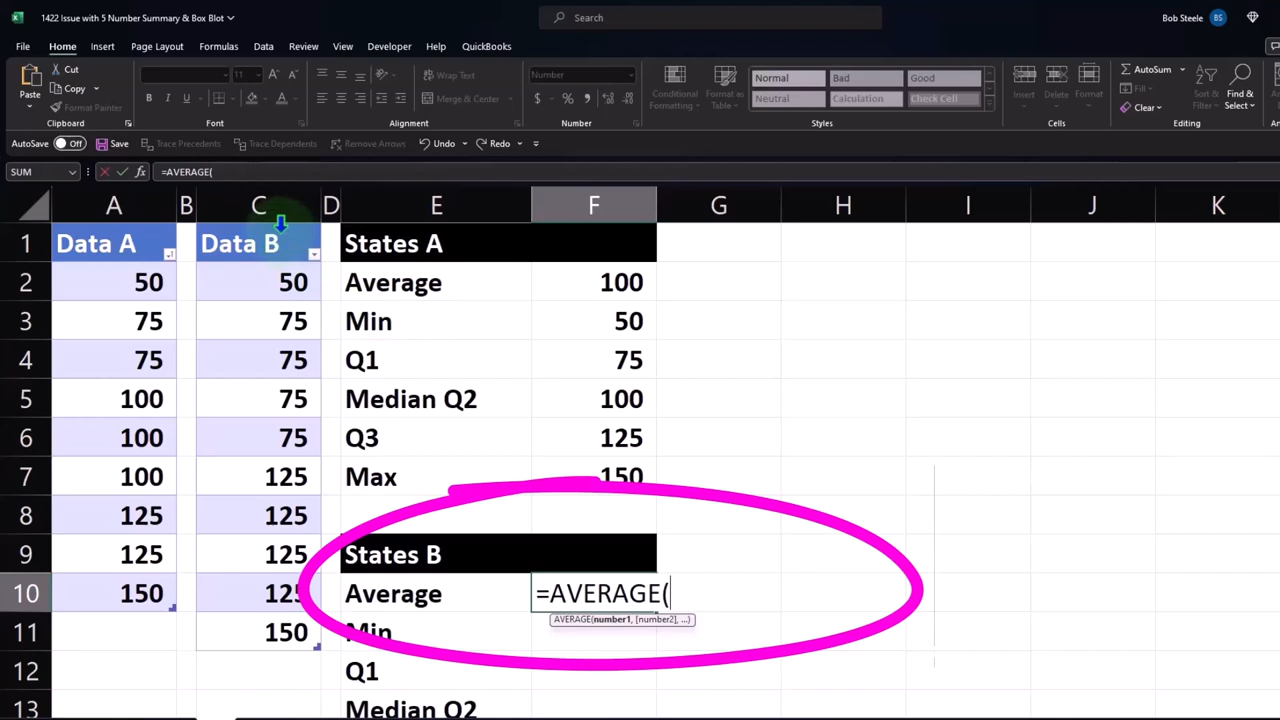 1422 Issue with 5 Number Summary & Box Blot
Search
Bob Steele BS
File Home Insert Page Layout Formulas Data Review View Developer Help QuickBooks
Paste
Cut
Copy
Format Painter
Clipboard
11
Font
Wrap Text
Merge & Center
Alignment
Number
Number
Conditional Formatting
Format as Table
Normal Bad Good
Neutral Calculation Check Cell
Styles
Insert Delete Format
Cells
AutoSum
Fill
Clear
Sort & Filter
Find & Select
Editing
AutoSave Off Save Trace Precedents Trace Dependents Remove Arrows Undo Redo
SUM fx =AVERAGE(
A B C D E F G H I J K
1 Data A Data B States A
2 50 50 Average 100
3 75 75 Min 50
4 75 75 Q1 75
5 100 75 Median Q2 100
6 100 75 Q3 125
7 100 125 Max 150
8 125 125
9 125 125 States B
10 150 125 Average =AVERAGE(
AVERAGE(number1, [number2], ...)
11 150 Min
12 Q1
13 Median Q2